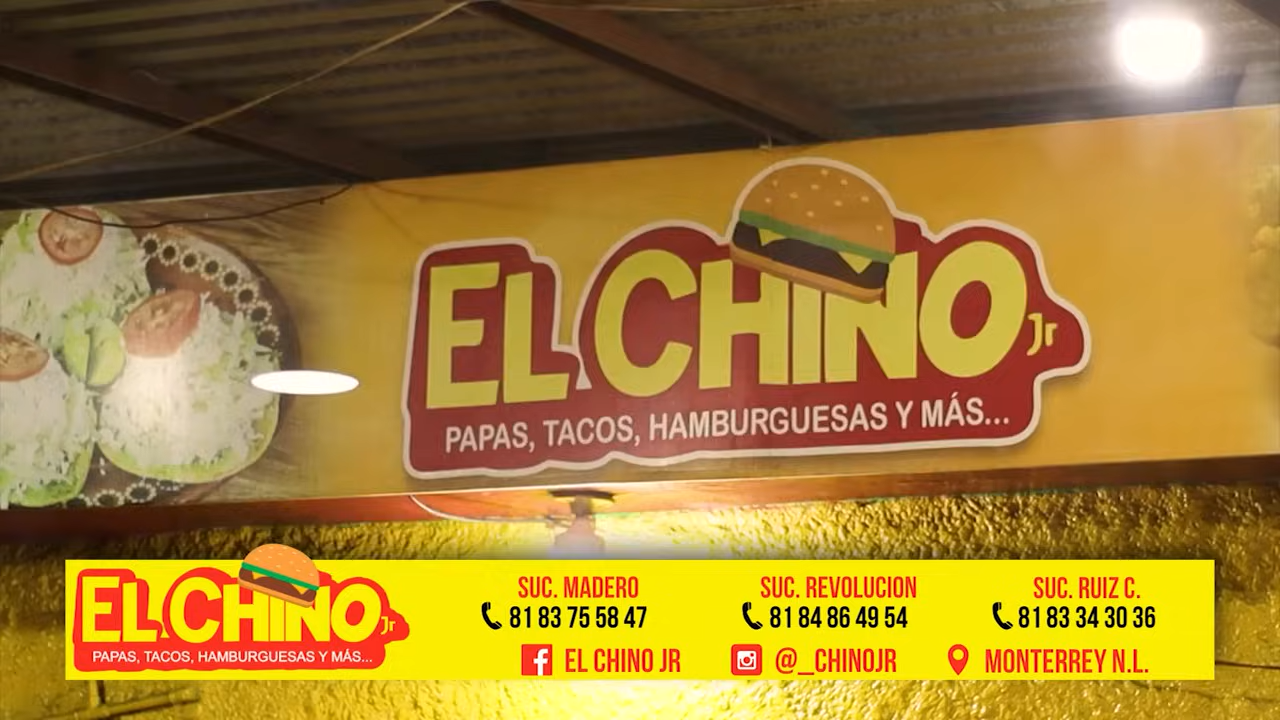 EL CHINO Jr
PAPAS, TACOS, HAMBURGUESAS Y MÁS...
EL CHINO Jr
PAPAS, TACOS, HAMBURGUESAS Y MÁS...
SUC. MADERO
81 83 75 58 47
SUC. REVOLUCION
81 84 86 49 54
SUC. RUIZ C.
81 83 34 30 36
EL CHINO JR
@_CHINOJR
MONTERREY N.L.